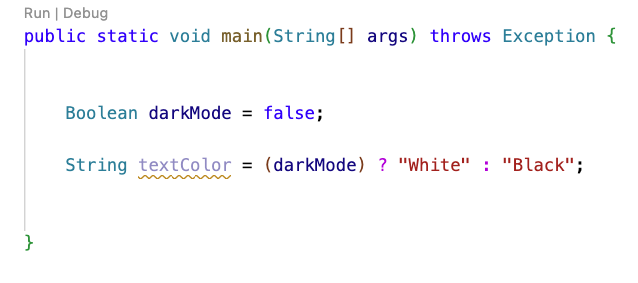 Run | Debug
public static void main(String[] args) throws Exception {
Boolean darkMode = false;
String textColor = (darkMode) ? "White" : "Black";
}